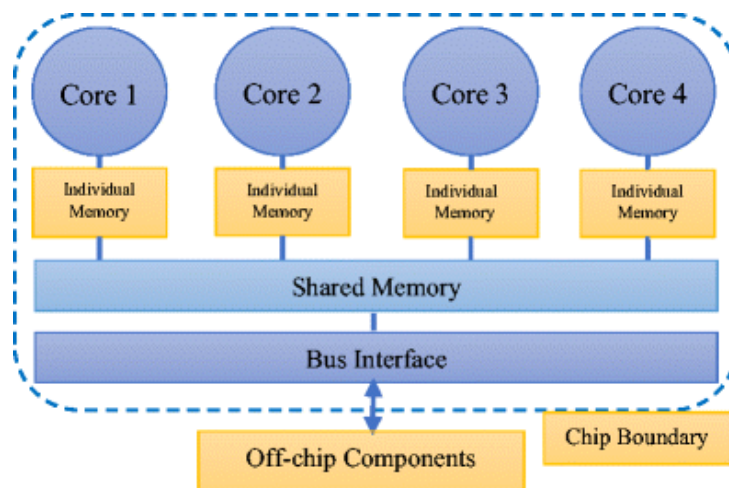 Core 1
Core 2
Core 3
Core 4
Individual
Memory
Individual
Memory
Individual
Memory
Individual
Memory
Shared Memory
Bus Interface
Chip Boundary
Off-chip Components